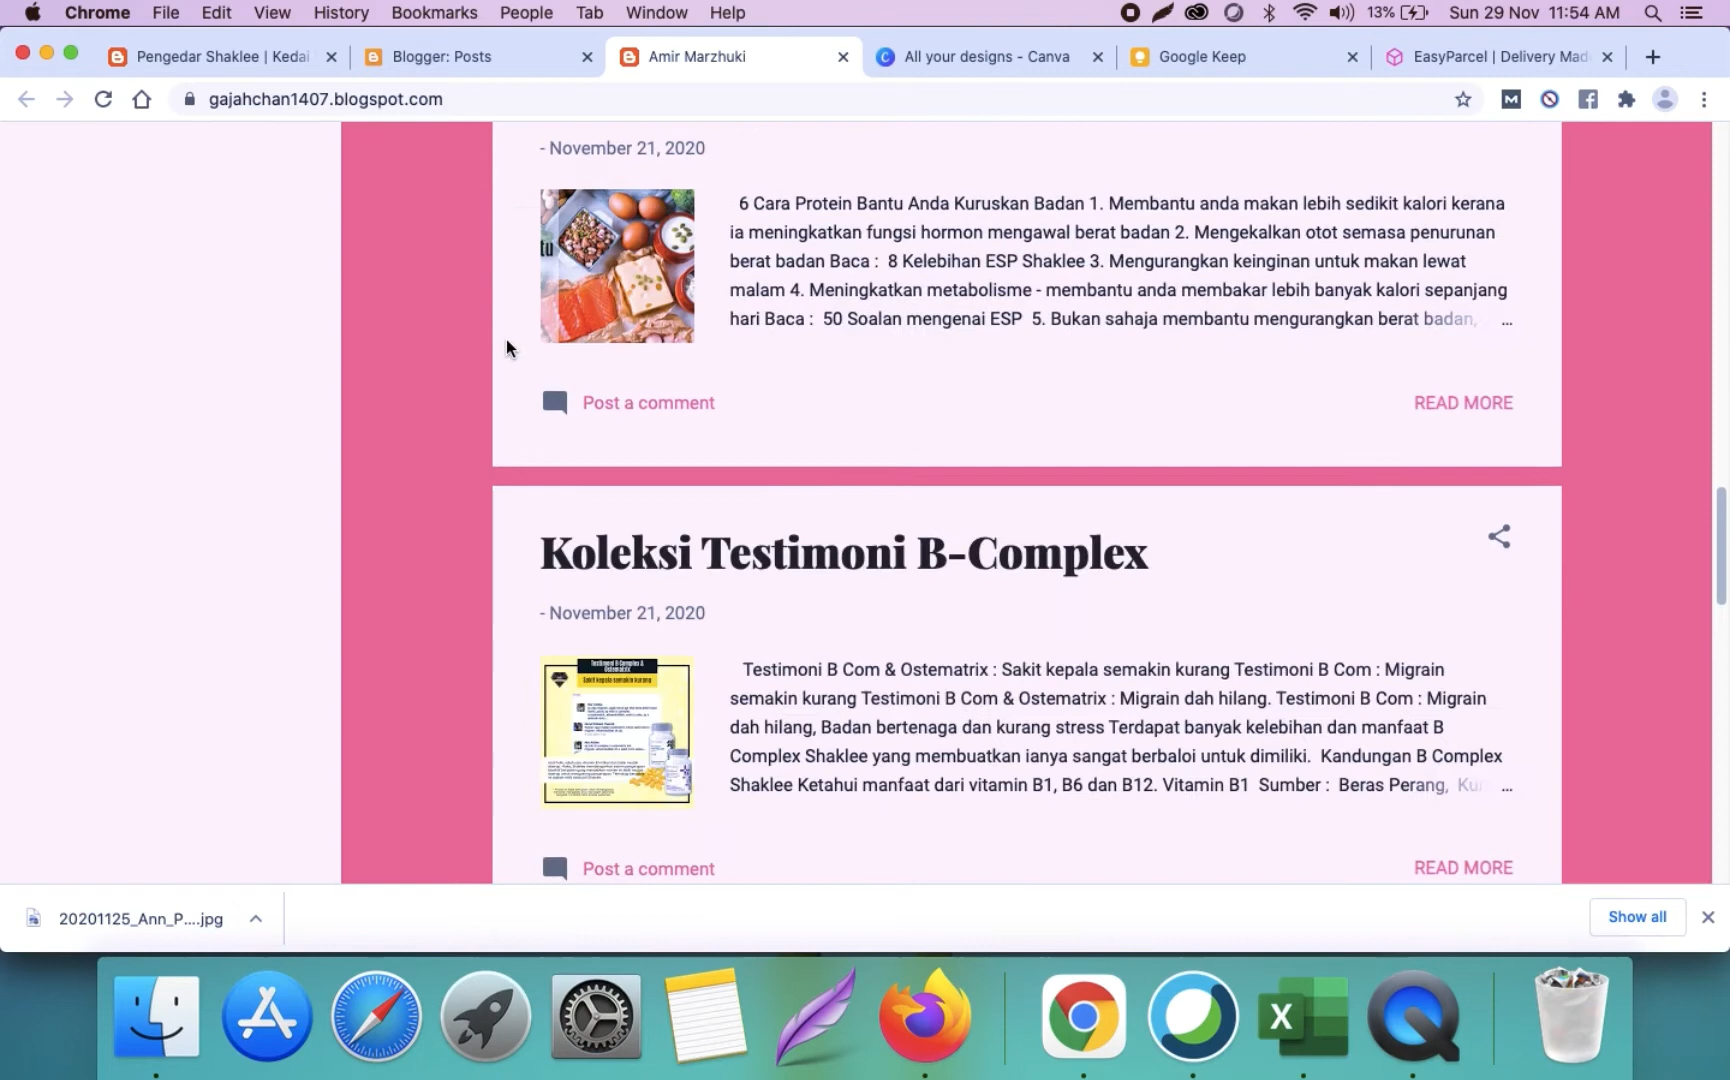 Chrome File Edit View History Bookmarks People Tab Window Help 13% Sun 29 Nov 11:54 AM
Pengedar Shaklee | Kedai Blogger: Posts Amir Marzhuki All your designs - Canva Google Keep EasyParcel | Delivery Mad
gajahchan1407.blogspot.com
- November 21, 2020
6 Cara Protein Bantu Anda Kuruskan Badan 1. Membantu anda makan lebih sedikit kalori kerana
ia meningkatkan fungsi hormon mengawal berat badan 2. Mengekalkan otot semasa penurunan
berat badan Baca : 8 Kelebihan ESP Shaklee 3. Mengurangkan keinginan untuk makan lewat
malam 4. Meningkatkan metabolisme - membantu anda membakar lebih banyak kalori sepanjang
hari Baca : 50 Soalan mengenai ESP 5. Bukan sahaja membantu mengurangkan berat badan, ...
Post a comment READ MORE
Koleksi Testimoni B-Complex
- November 21, 2020
Testimoni B-Complex &
Ostematrix
Sakit kepala semakin kurang
Testimoni B Com & Ostematrix : Sakit kepala semakin kurang Testimoni B Com : Migrain
semakin kurang Testimoni B Com & Ostematrix : Migrain dah hilang. Testimoni B Com : Migrain
dah hilang, Badan bertenaga dan kurang stress Terdapat banyak kelebihan dan manfaat B
Complex Shaklee yang membuatkan ianya sangat berbaloi untuk dimiliki. Kandungan B Complex
Shaklee Ketahui manfaat dari vitamin B1, B6 dan B12. Vitamin B1 Sumber : Beras Perang, Ku ...
Post a comment READ MORE
20201125_Ann_P....jpg Show all